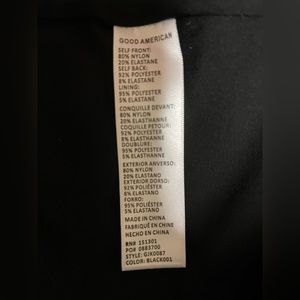 GOOD AMERICAN
SELF FRONT:
80% NYLON
20% ELASTANE
SELF BACK:
92% POLYESTER
8% ELASTANE
LINING:
95% POLYESTER
5% ELASTANE
CONQUILLE DEVANT:
80% NYLON
20% ELASTHANNE
COQUILLE RETOUR:
92% POLYESTER
8% ELASTHANNE
DOUBLURE:
95% POLYESTER
5% ELASTHANNE
EXTERIOR ANVERSO:
80% NYLON
20% ELASTANO
EXTERIOR DORSO:
92% POLIÉSTER
8% ELASTANO
FORRO:
95% POLIÉSTER
5% ELASTANO
MADE IN CHINA
FABRIQUÉ EN CHINE
HECHO EN CHINA
RN# 151301
PO# 0883700
STYLE: GJK0087
COLOR: BLACK001